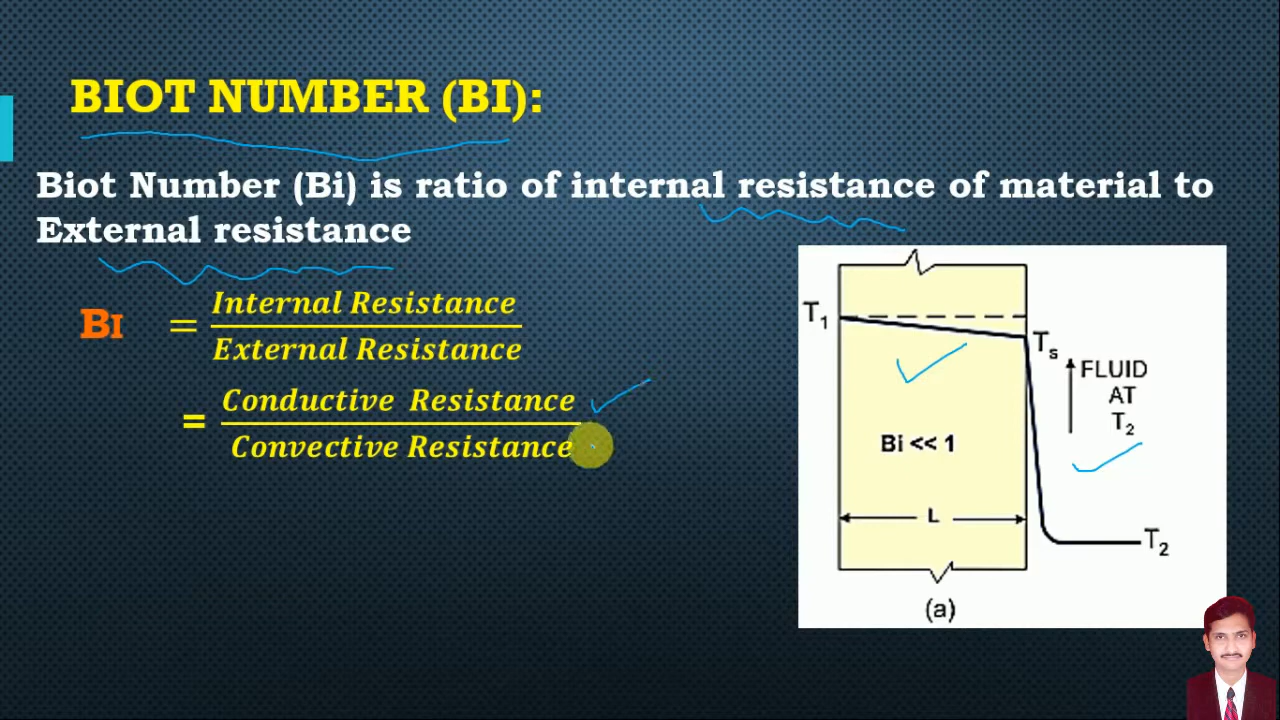 BIOT NUMBER (BI):
Biot Number (Bi) is ratio of internal resistance of material to
External resistance
BI = Internal Resistance / External Resistance
= Conductive Resistance / Convective Resistance
T1
Ts
FLUID
AT
T2
Bi << 1
L
T2
(a)